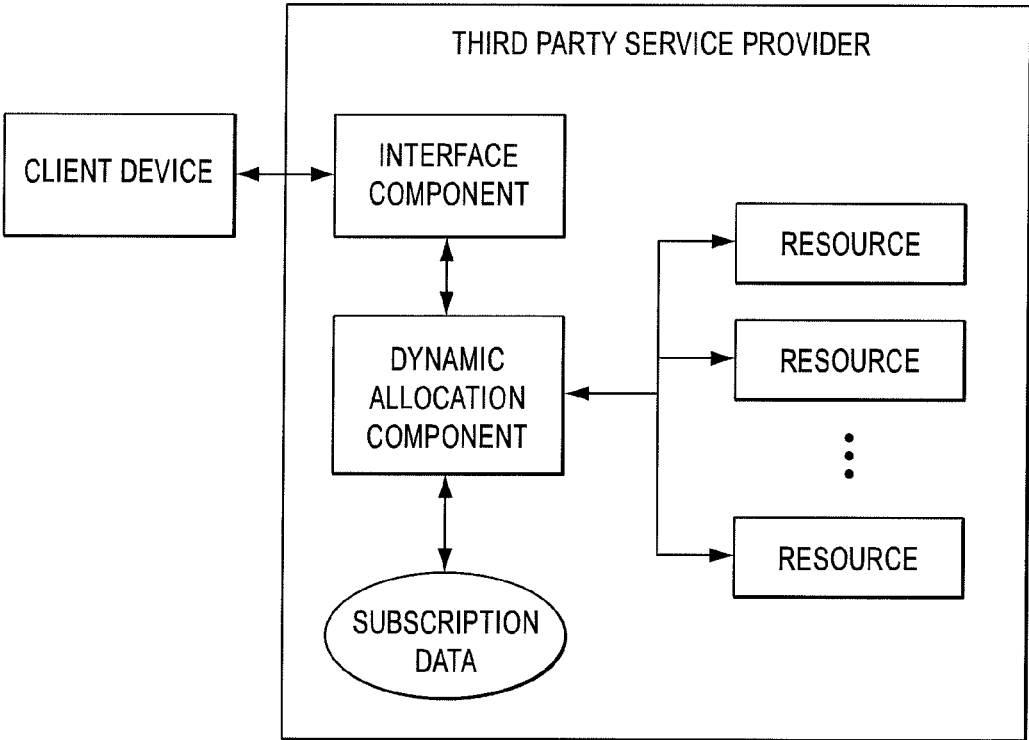 THIRD PARTY SERVICE PROVIDER
CLIENT DEVICE
INTERFACE
COMPONENT
RESOURCE
DYNAMIC
ALLOCATION
COMPONENT
RESOURCE
RESOURCE
SUBSCRIPTION
DATA